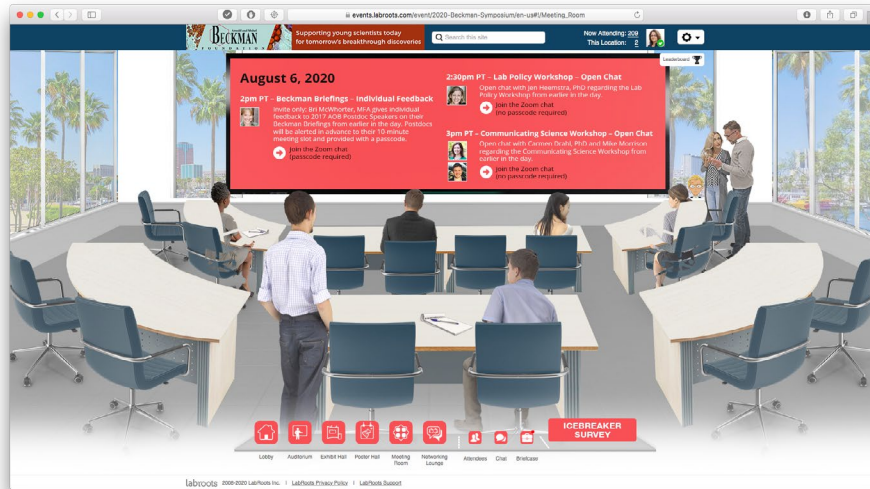 events.labroots.com/event/2020-Beckman-Symposium/en-us#!/Meeting_Room
BECKMAN
FOUNDATION
Supporting young scientists today
for tomorrow's breakthrough discoveries
Search this site
Now Attending: 209
This Location: 2
Leaderboard
August 6, 2020
2pm PT – Beckman Briefings – Individual Feedback
Invite only: Bri McWhorter, MFA gives individual
feedback to 2017 AOB Postdoc Speakers on their
Beckman Briefings from earlier in the day. Postdocs
will be alerted in advance to their 10 minute
meeting slot and provided with a passcode.
Join the Zoom chat
(passcode required)
2:30pm PT – Lab Policy Workshop – Open Chat
Open chat with Jen Heemstra, PhD regarding the Lab
Policy Workshop from earlier in the day.
Join the Zoom chat
(no passcode required)
3pm PT – Communicating Science Workshop – Open Chat
Open chat with Carmen Drahl, PhD and Mike Morrison
regarding the Communicating Science Workshop from
earlier in the day.
Join the Zoom chat
(no passcode required)
ICEBREAKER
SURVEY
Lobby
Auditorium
Exhibit Hall
Poster Hall
Meeting
Room
Networking
Lounge
Attendees
Chat
Briefcase
labroots 2008-2020 LabRoots Inc. | LabRoots Privacy Policy | LabRoots Support